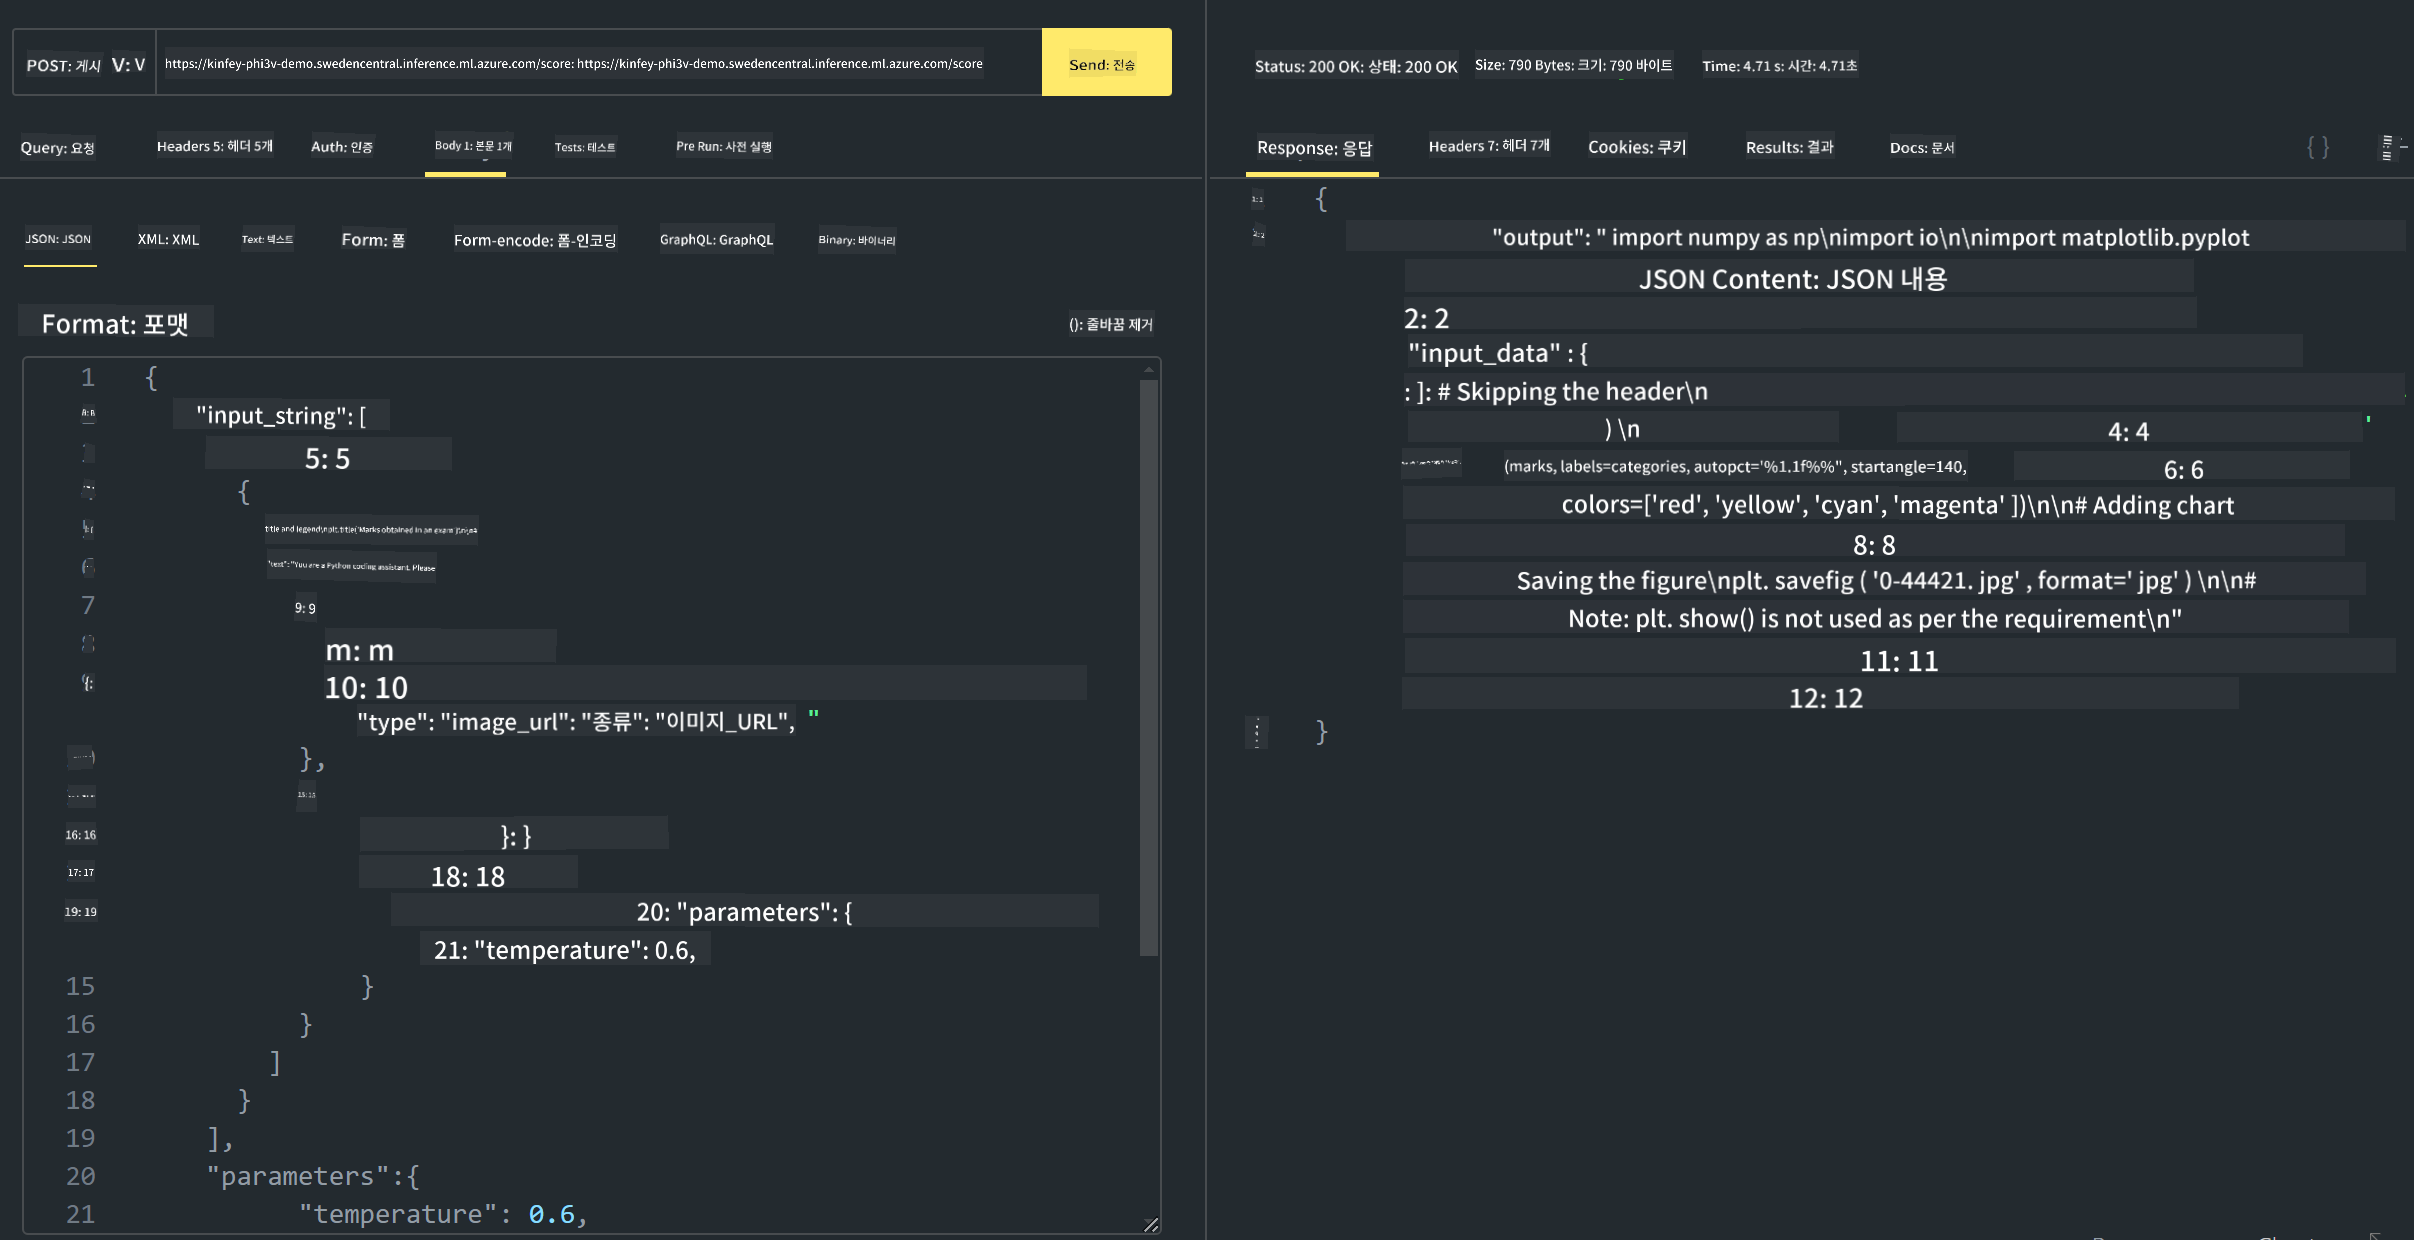 POST: 게시 V: V https://kinfey-phi3v-demo.swedencentral.inference.ml.azure.com/score: https://kinfey-phi3v-demo.swedencentral.inference.ml.azure.com/score Send: 전송
Query: 요청 Headers 5: 헤더 5개 Auth: 인증 Body 1: 본문 1개 Tests: 테스트 Pre Run: 사전 실행
JSON: JSON XML: XML Text: 텍스트 Form: 폼 Form-encode: 폼-인코딩 GraphQL: GraphQL Binary: 바이너리
Format: 포맷 (): 줄바꿈 제거
1 {
"input_string": [
5: 5
{
title and legend\nplt.title('Marks obtained in an exam')\n\n#
"text": "You are a Python coding assistant. Please
7 9: 9
m: m
10: 10
"type": "image_url": "종류": "이미지_URL", "
},
15: 15
16: 16 }: }
17: 17 18: 18
19: 19 20: "parameters": {
21: "temperature": 0.6,
15 }
16 }
17 ]
18 }
19 ],
20 "parameters":{
21 "temperature": 0.6,
Status: 200 OK: 상태: 200 OK Size: 790 Bytes: 크기: 790 바이트 Time: 4.71 s: 시간: 4.71초
Response: 응답 Headers 7: 헤더 7개 Cookies: 쿠키 Results: 결과 Docs: 문서 { }
1: 1 {
2: 2 "output": " import numpy as np\nimport io\n\nimport matplotlib.pyplot
JSON Content: JSON 내용
2: 2
"input_data" : {
: ]: # Skipping the header\n
) \n 4: 4 '
(marks, labels=categories, autopct='%1.1f%%", startangle=140, 6: 6
colors=['red', 'yellow', 'cyan', 'magenta' ])\n\n# Adding chart
8: 8
Saving the figure\nplt. savefig ( '0-44421. jpg' , format=' jpg' ) \n\n#
Note: plt. show() is not used as per the requirement\n"
11: 11
12: 12
}